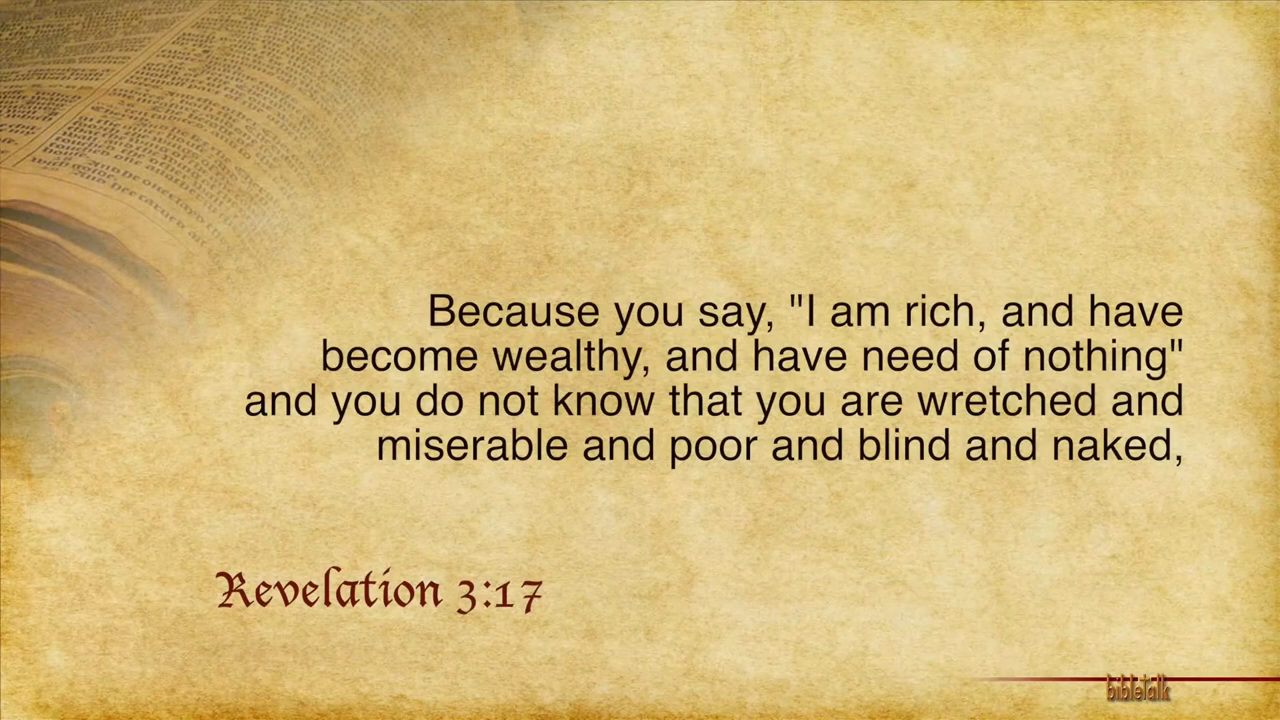 Because you say, "I am rich, and have
become wealthy, and have need of nothing"
and you do not know that you are wretched and
miserable and poor and blind and naked,
Revelation 3:17
bibletalk